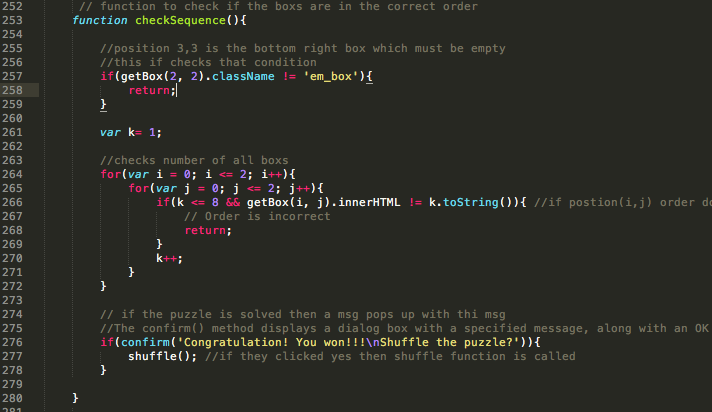 252 // function to check if the boxs are in the correct order
253 function checkSequence(){
254
255 //position 3,3 is the bottom right box which must be empty
256 //this if checks that condition
257 if(getBox(2, 2).className != 'em_box'){
258 return;
259 }
260
261 var k= 1;
262
263 //checks number of all boxs
264 for(var i = 0; i <= 2; i++){
265 for(var j = 0; j <= 2; j++){
266 if(k <= 8 && getBox(i, j).innerHTML != k.toString()){ //if postion(i,j) order do
267 // Order is incorrect
268 return;
269 }
270 k++;
271 }
272 }
273
274 // if the puzzle is solved then a msg pops up with thi msg
275 //The confirm() method displays a dialog box with a specified message, along with an OK
276 if(confirm('Congratulation! You won!!!\nShuffle the puzzle?')){
277 shuffle(); //if they clicked yes then shuffle function is called
278 }
279
280 }
281